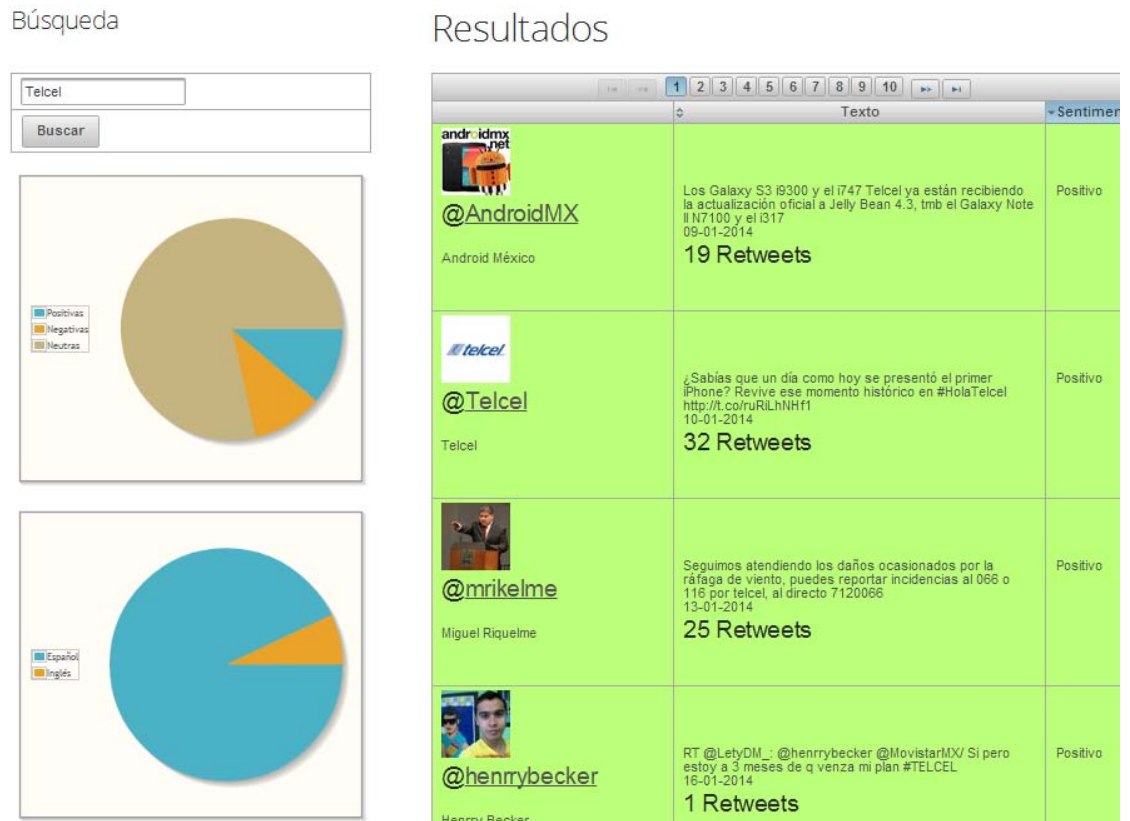 Búsqueda
Telcel
Buscar
Positivas
Negativas
Neutras
Español
Inglés
Resultados
1 2 3 4 5 6 7 8 9 10
Texto
Sentimen
androidmx
.net
@AndroidMX
Android México
Los Galaxy S3 i9300 y el i747 Telcel ya están recibiendo
la actualización oficial a Jelly Bean 4.3, tmb el Galaxy Note
II N7100 y el i317
09-01-2014
19 Retweets
Positivo
telcel
@Telcel
Telcel
¿Sabías que un día como hoy se presentó el primer
iPhone? Revive ese momento histórico en #HolaTelcel
http://t.co/ruRiLhNHf1
10-01-2014
32 Retweets
Positivo
@mrikelme
Miguel Riquelme
Seguimos atendiendo los daños ocasionados por la
ráfaga de viento, puedes reportar incidencias al 066 o
116 por telcel, al directo 7120066
13-01-2014
25 Retweets
Positivo
@henrrybecker
Henrry Becker
RT @LetyDM_: @henrrybecker @MovistarMX/ Si pero
estoy a 3 meses de q venza mi plan #TELCEL
16-01-2014
1 Retweets
Positivo